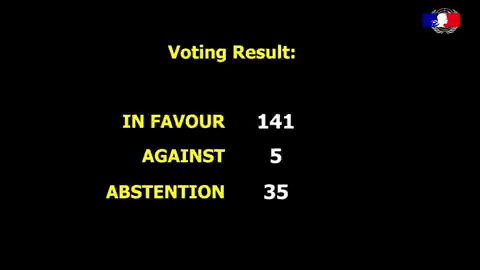 Voting Result:
IN FAVOUR 141
AGAINST 5
ABSTENTION 35